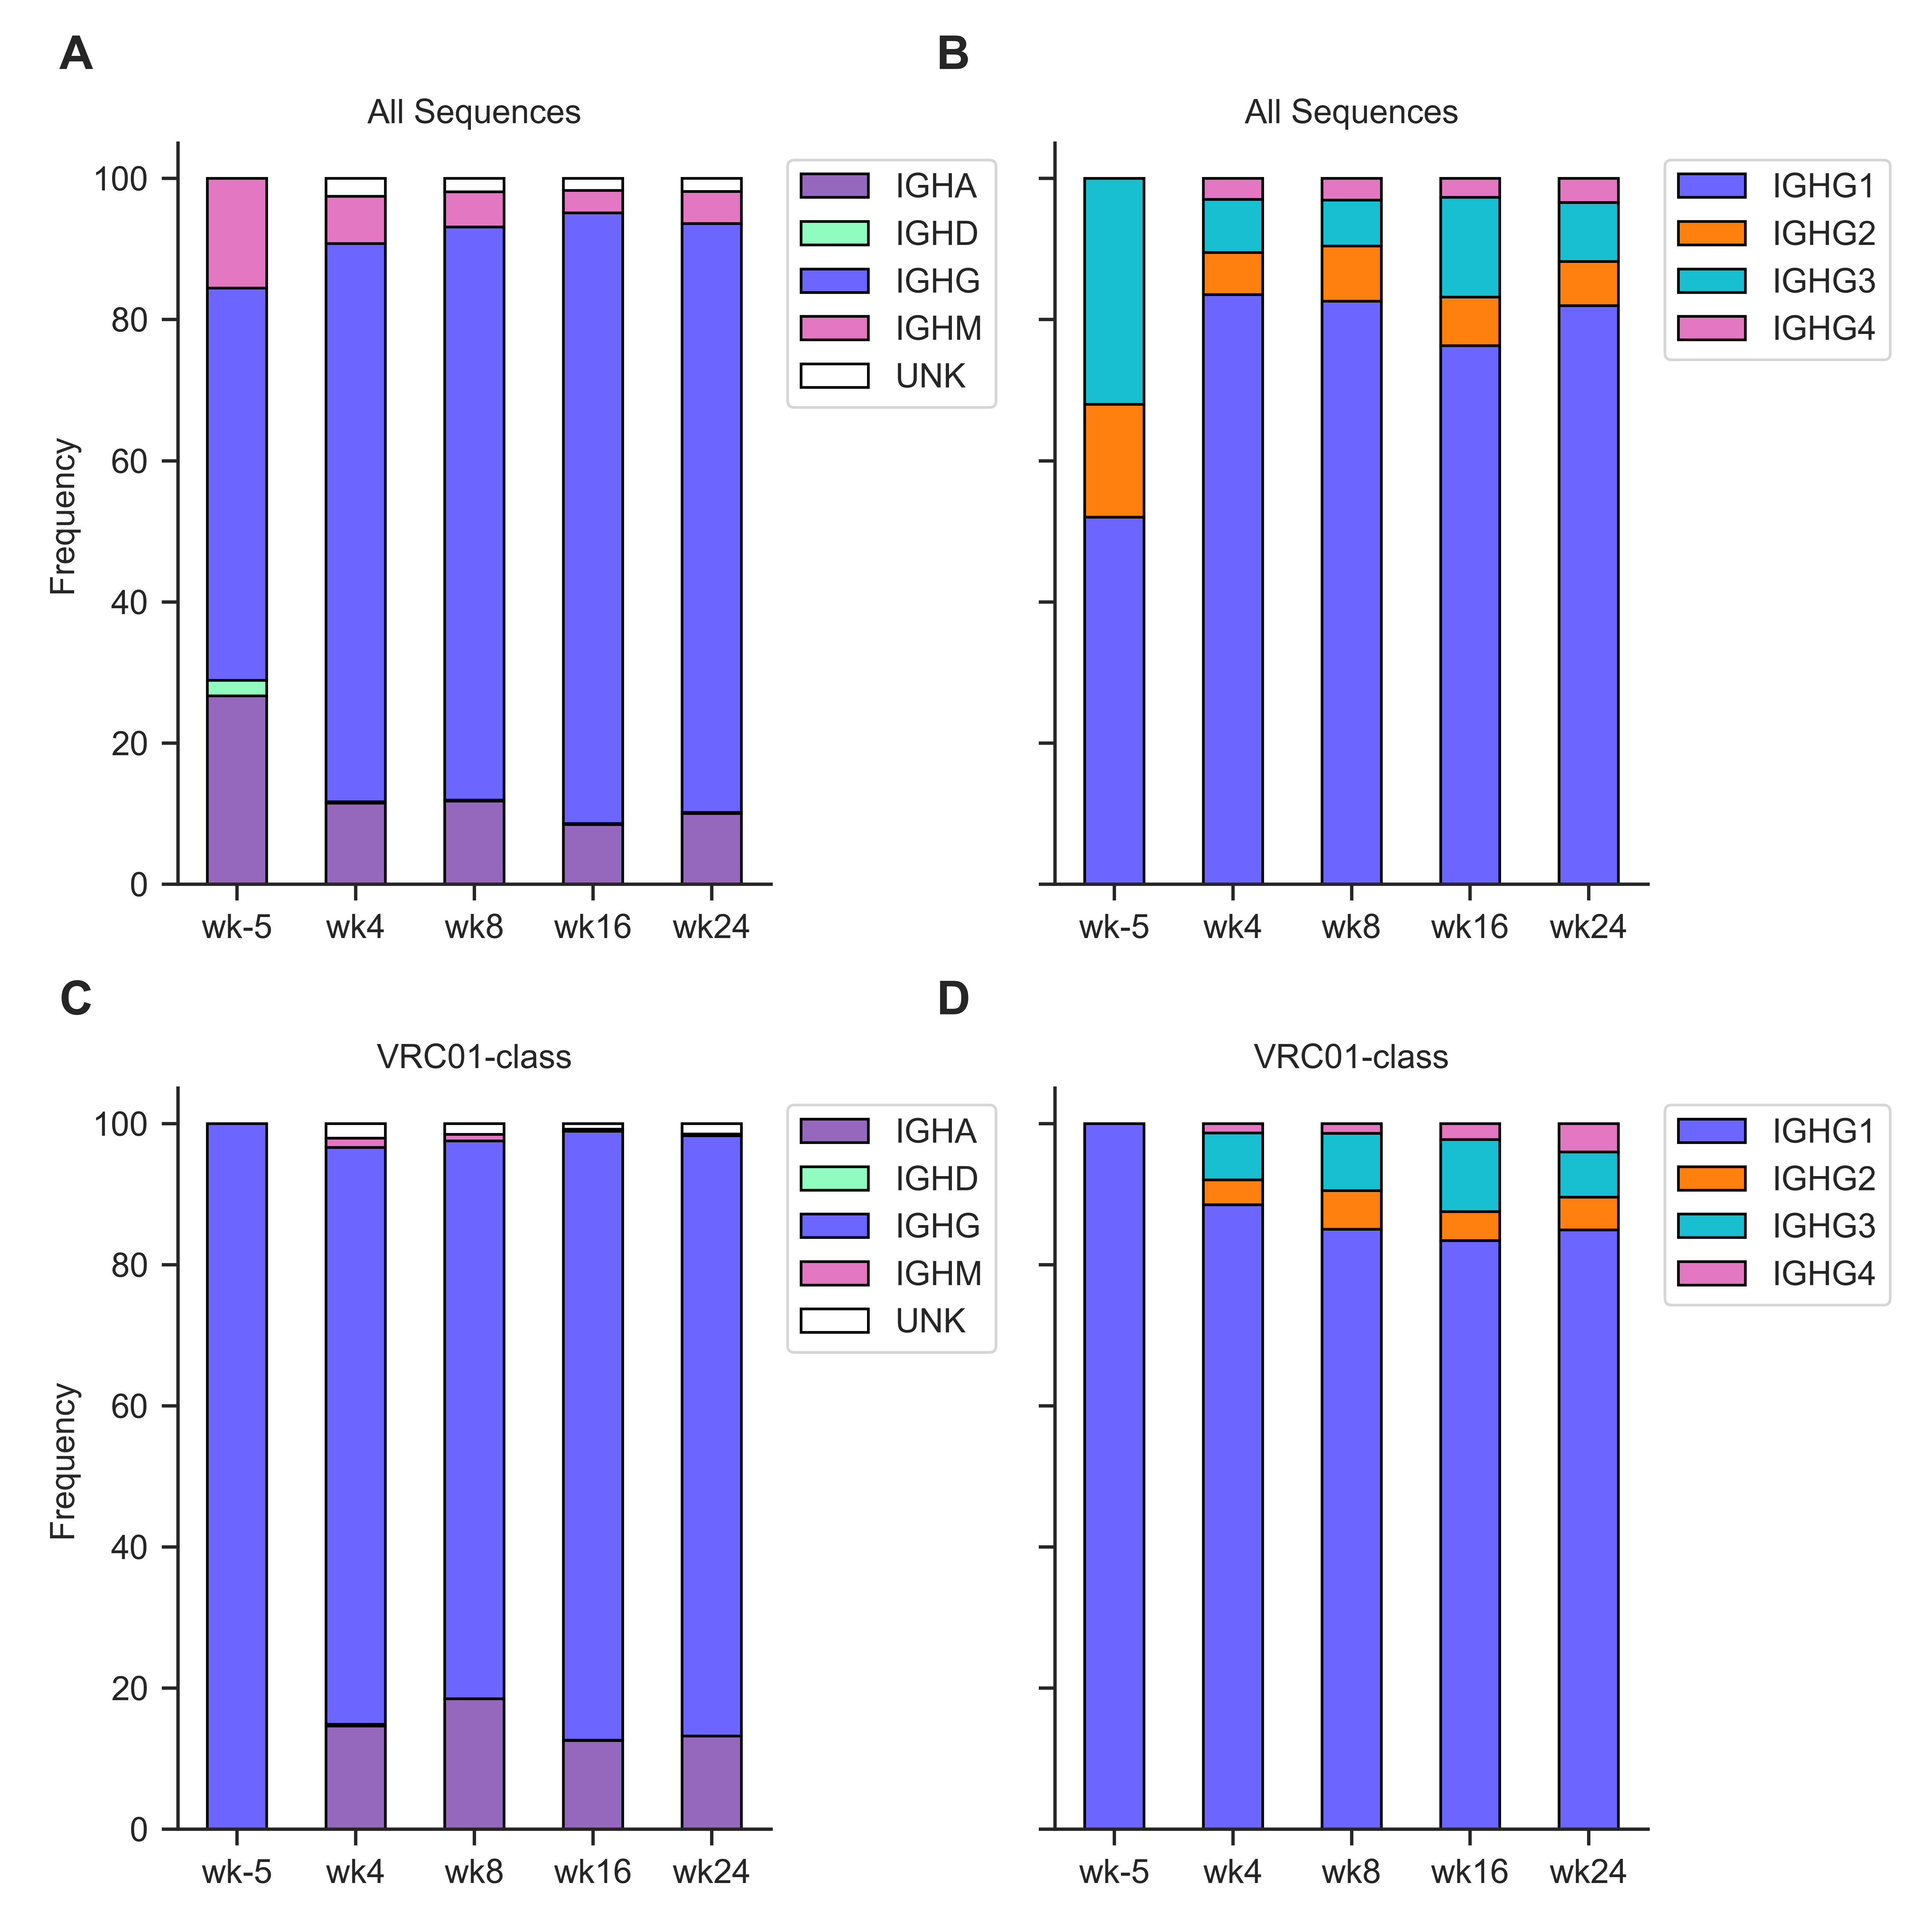 A
All Sequences
Frequency
100
80
60
40
20
0
wk-5 wk4 wk8 wk16 wk24
IGHA
IGHD
IGHG
IGHM
UNK
B
All Sequences
wk-5 wk4 wk8 wk16 wk24
IGHG1
IGHG2
IGHG3
IGHG4
C
VRC01-class
Frequency
100
80
60
40
20
0
wk-5 wk4 wk8 wk16 wk24
IGHA
IGHD
IGHG
IGHM
UNK
D
VRC01-class
wk-5 wk4 wk8 wk16 wk24
IGHG1
IGHG2
IGHG3
IGHG4